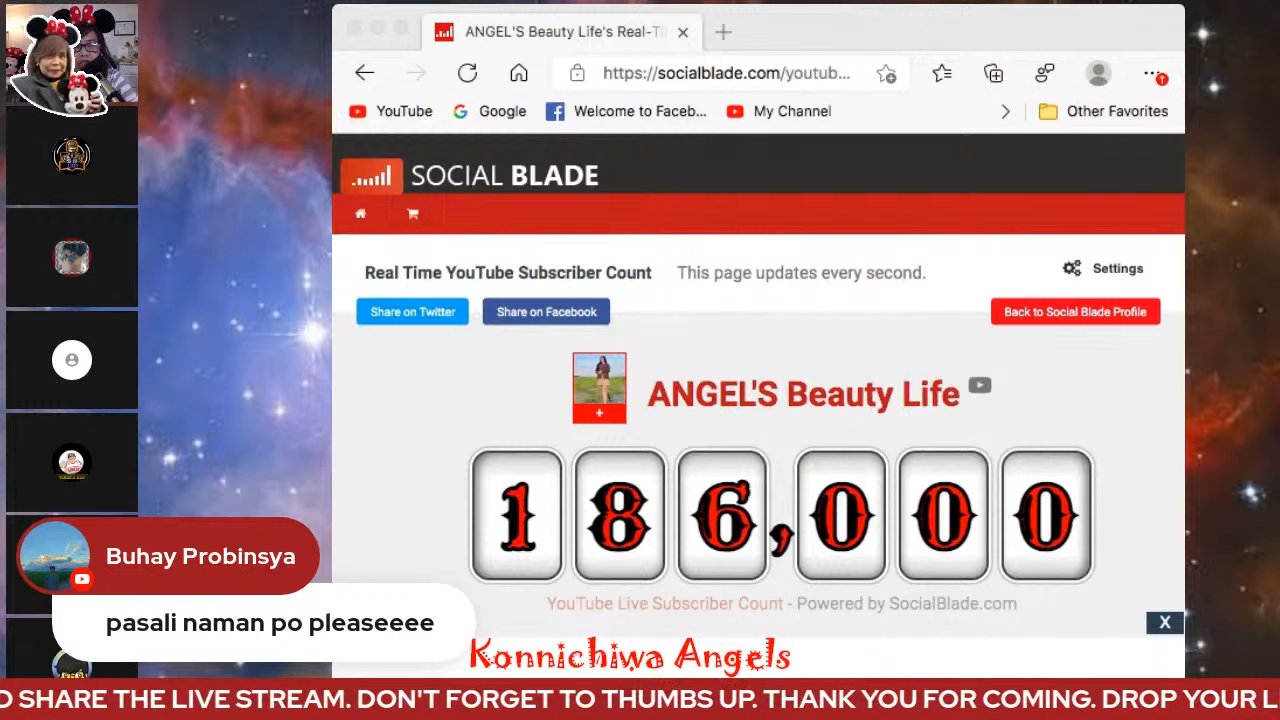 ANGEL'S Beauty Life's Real-Ti
https://socialblade.com/youtub...
YouTube
Google
Welcome to Faceb...
My Channel
Other Favorites
SOCIAL BLADE
Real Time YouTube Subscriber Count
This page updates every second.
Settings
Share on Twitter
Share on Facebook
Back to Social Blade Profile
+
ANGEL'S Beauty Life
186,000
YouTube Live Subscriber Count - Powered by SocialBlade.com
X
Buhay Probinsya
pasali naman po pleaseeee
Konnichiwa Angels
D SHARE THE LIVE STREAM. DON'T FORGET TO THUMBS UP. THANK YOU FOR COMING. DROP YOUR L